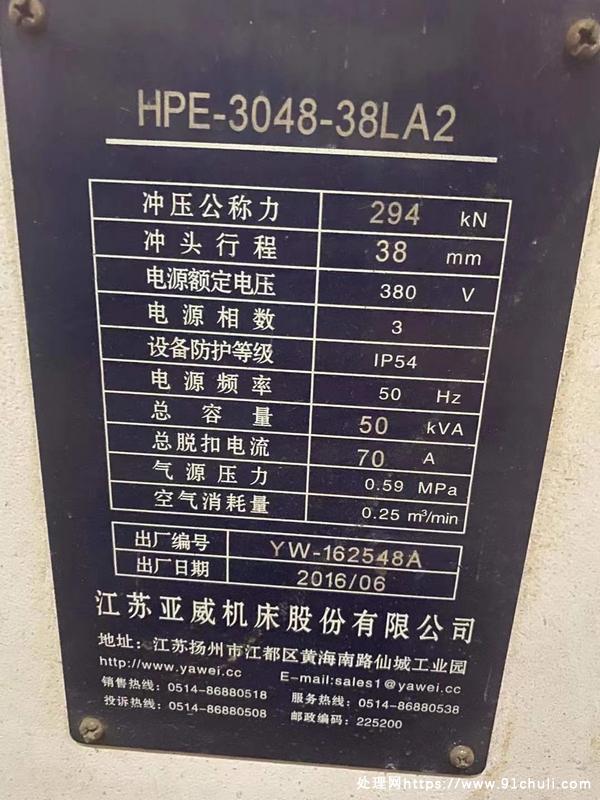 HPE-3048-38LA2
冲压公称力 294 kN
冲头行程 38 mm
电源额定电压 380 V
电源相数 3
设备防护等级 IP54
电源频率 50 Hz
总容量 50 kVA
总脱扣电流 70 A
气源压力 0.59 MPa
空气消耗量 0.25 m³/min
出厂编号 YW-162548A
出厂日期 2016/06
江苏亚威机床股份有限公司
地址：江苏扬州市江都区黄海南路仙城工业园
http://www.yawei.cc E-mail:sales1@yawei.cc
销售热线：0514-86880518 服务热线：0514-86880538
投诉热线：0514-86880508 邮政编码：225200
处理网https://www.91chuli.com